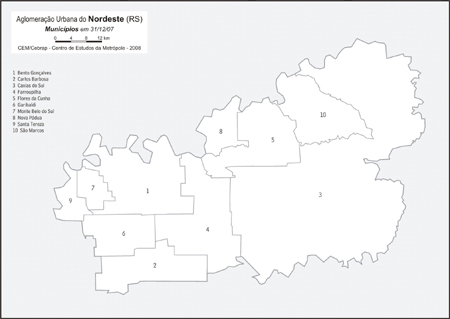 Aglomeração Urbana do Nordeste (RS)
Municípios em 31/12/07
0 4 8 12 km
CEM/Cebrap - Centro de Estudos da Metrópole - 2008
1 Bento Gonçalves
2 Carlos Barbosa
3 Caxias do Sul
4 Farroupilha
5 Flores da Cunha
6 Garibaldi
7 Monte Belo do Sul
8 Nova Pádua
9 Santa Tereza
10 São Marcos
10
8
5
7
1
3
9
6
4
2